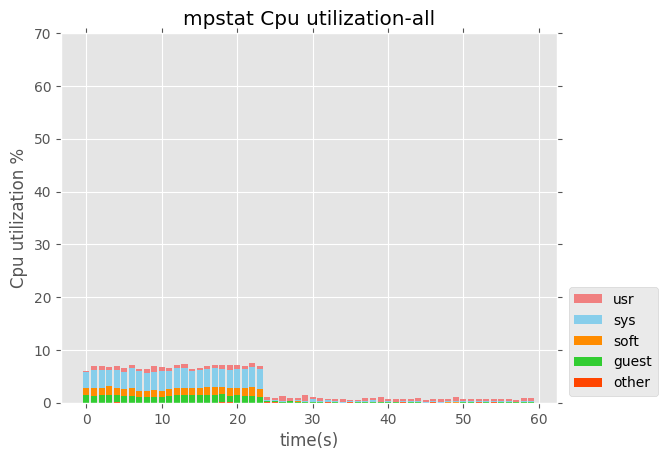 mpstat Cpu utilization-all
70
60
50
40
30
20
10
0
Cpu utilization %
0 10 20 30 40 50 60
time(s)
usr
sys
soft
guest
other